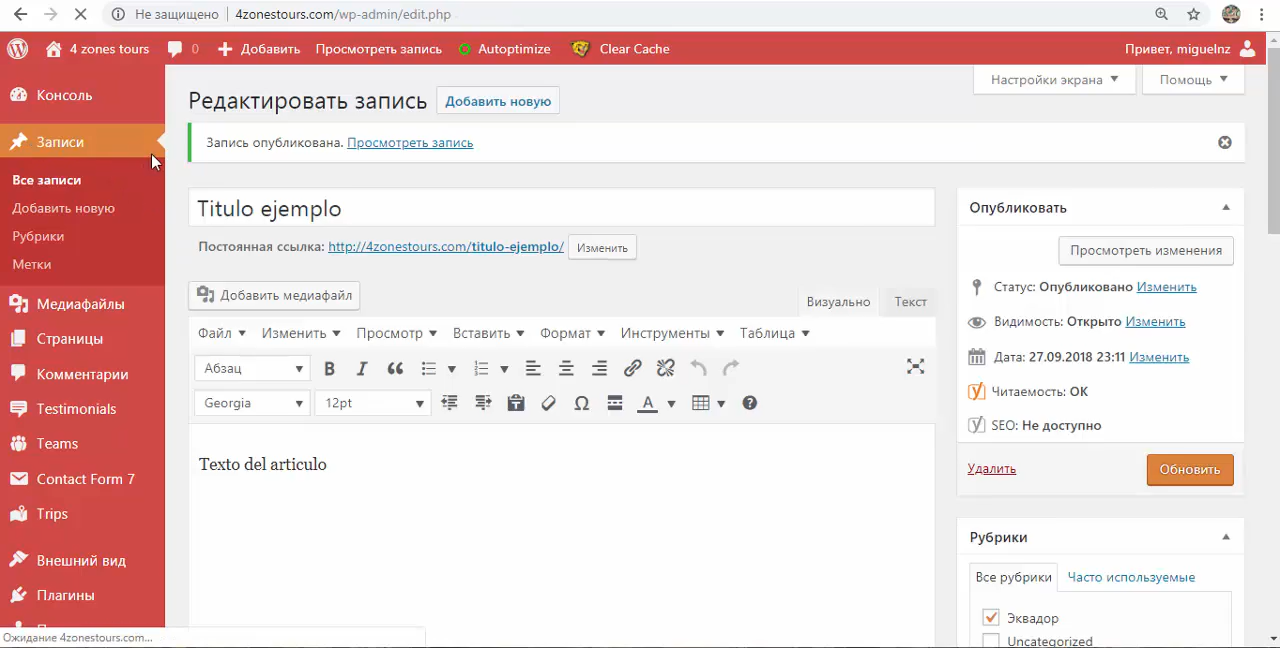 Не защищено 4zonestours.com/wp-admin/edit.php
4 zones tours 0 Добавить Просмотреть запись Autoptimize Clear Cache Привет, miguelnz
Настройки экрана Помощь
Консоль
Записи
Все записи
Добавить новую
Рубрики
Метки
Медиафайлы
Страницы
Комментарии
Testimonials
Teams
Contact Form 7
Trips
Внешний вид
Плагины
Ожидание 4zonestours.com...
Редактировать запись Добавить новую
Запись опубликована. Просмотреть запись
Titulo ejemplo
Постоянная ссылка: http://4zonestours.com/titulo-ejemplo/ Изменить
Добавить медиафайл
Визуально Текст
Файл Изменить Просмотр Вставить Формат Инструменты Таблица
Абзац
Georgia 12pt
Texto del articulo
Опубликовать
Просмотреть изменения
Статус: Опубликовано Изменить
Видимость: Открыто Изменить
Дата: 27.09.2018 23:11 Изменить
Читаемость: OK
SEO: Не доступно
Удалить Обновить
Рубрики
Все рубрики Часто используемые
Эквадор
Uncategorized